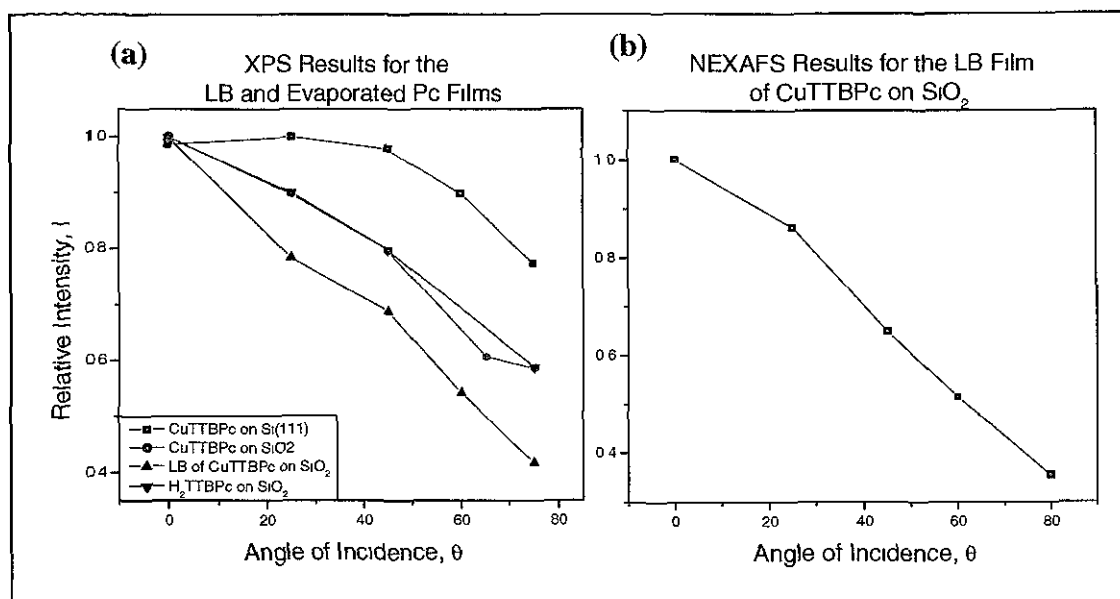 (a)
XPS Results for the
LB and Evaporated Pc Films
Relative Intensity, I
1 0
0 8
0 6
0 4
CuTTBPc on Si(111)
CuTTBPc on SiO2
LB of CuTTBPc on SiO₂
H₂TTBPc on SiO₂
0 20 40 60 80
Angle of Incidence, θ
(b)
NEXAFS Results for the LB Film
of CuTTBPc on SiO₂
1 0
0 8
0 6
0 4
0 20 40 60 80
Angle of Incidence, θ